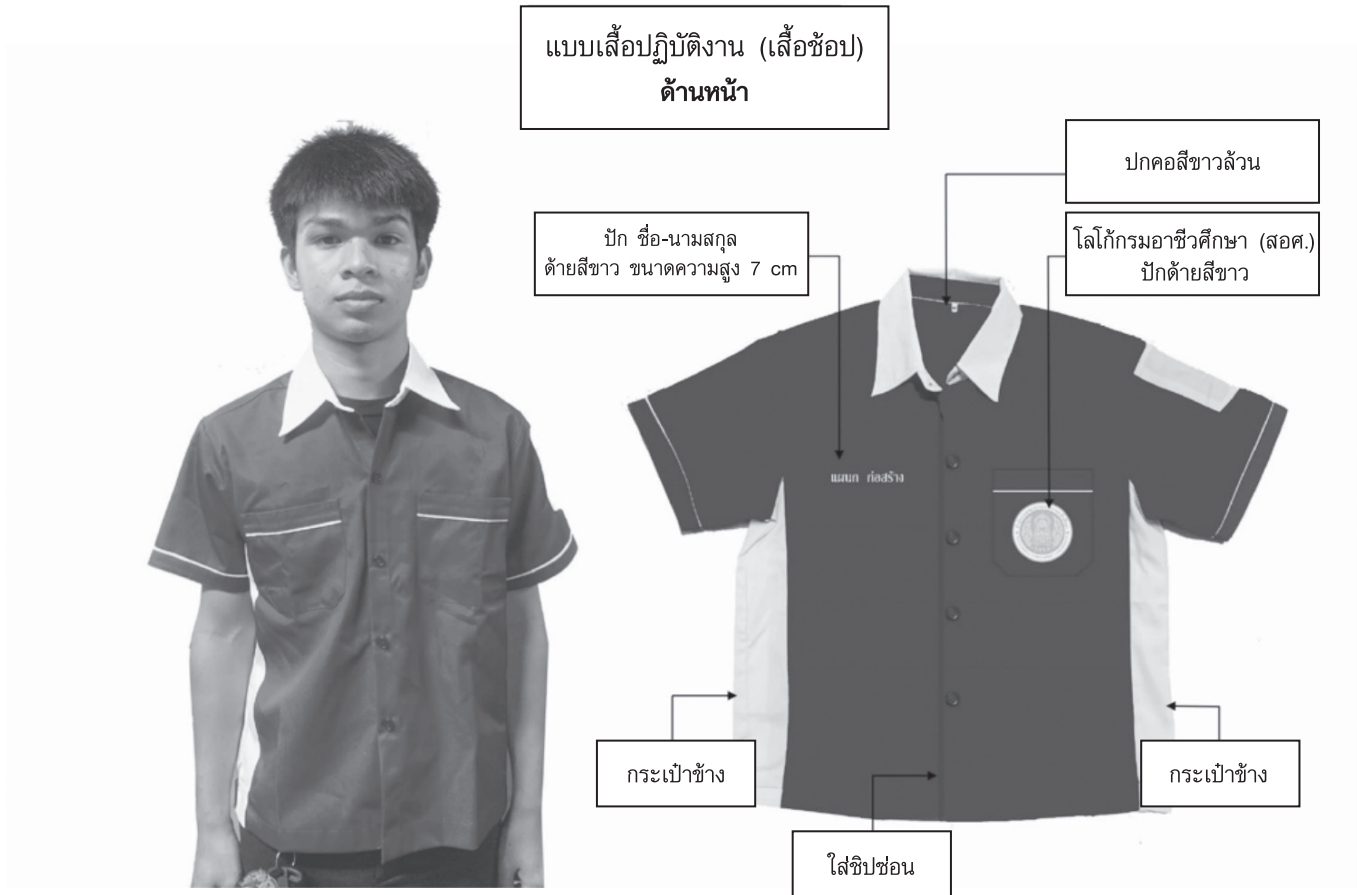 แบบเสื้อปฏิบัติงาน (เสื้อช้อป)
ด้านหน้า
ปกคอสีขาวล้วน
ปัก ชื่อ-นามสกุล
ด้ายสีขาว ขนาดความสูง 7 cm
โลโก้กรมอาชีวศึกษา (สอศ.)
ปักด้ายสีขาว
แผนก ก่อสร้าง
กระเป๋าข้าง
กระเป๋าข้าง
ใส่ซิปซ่อน